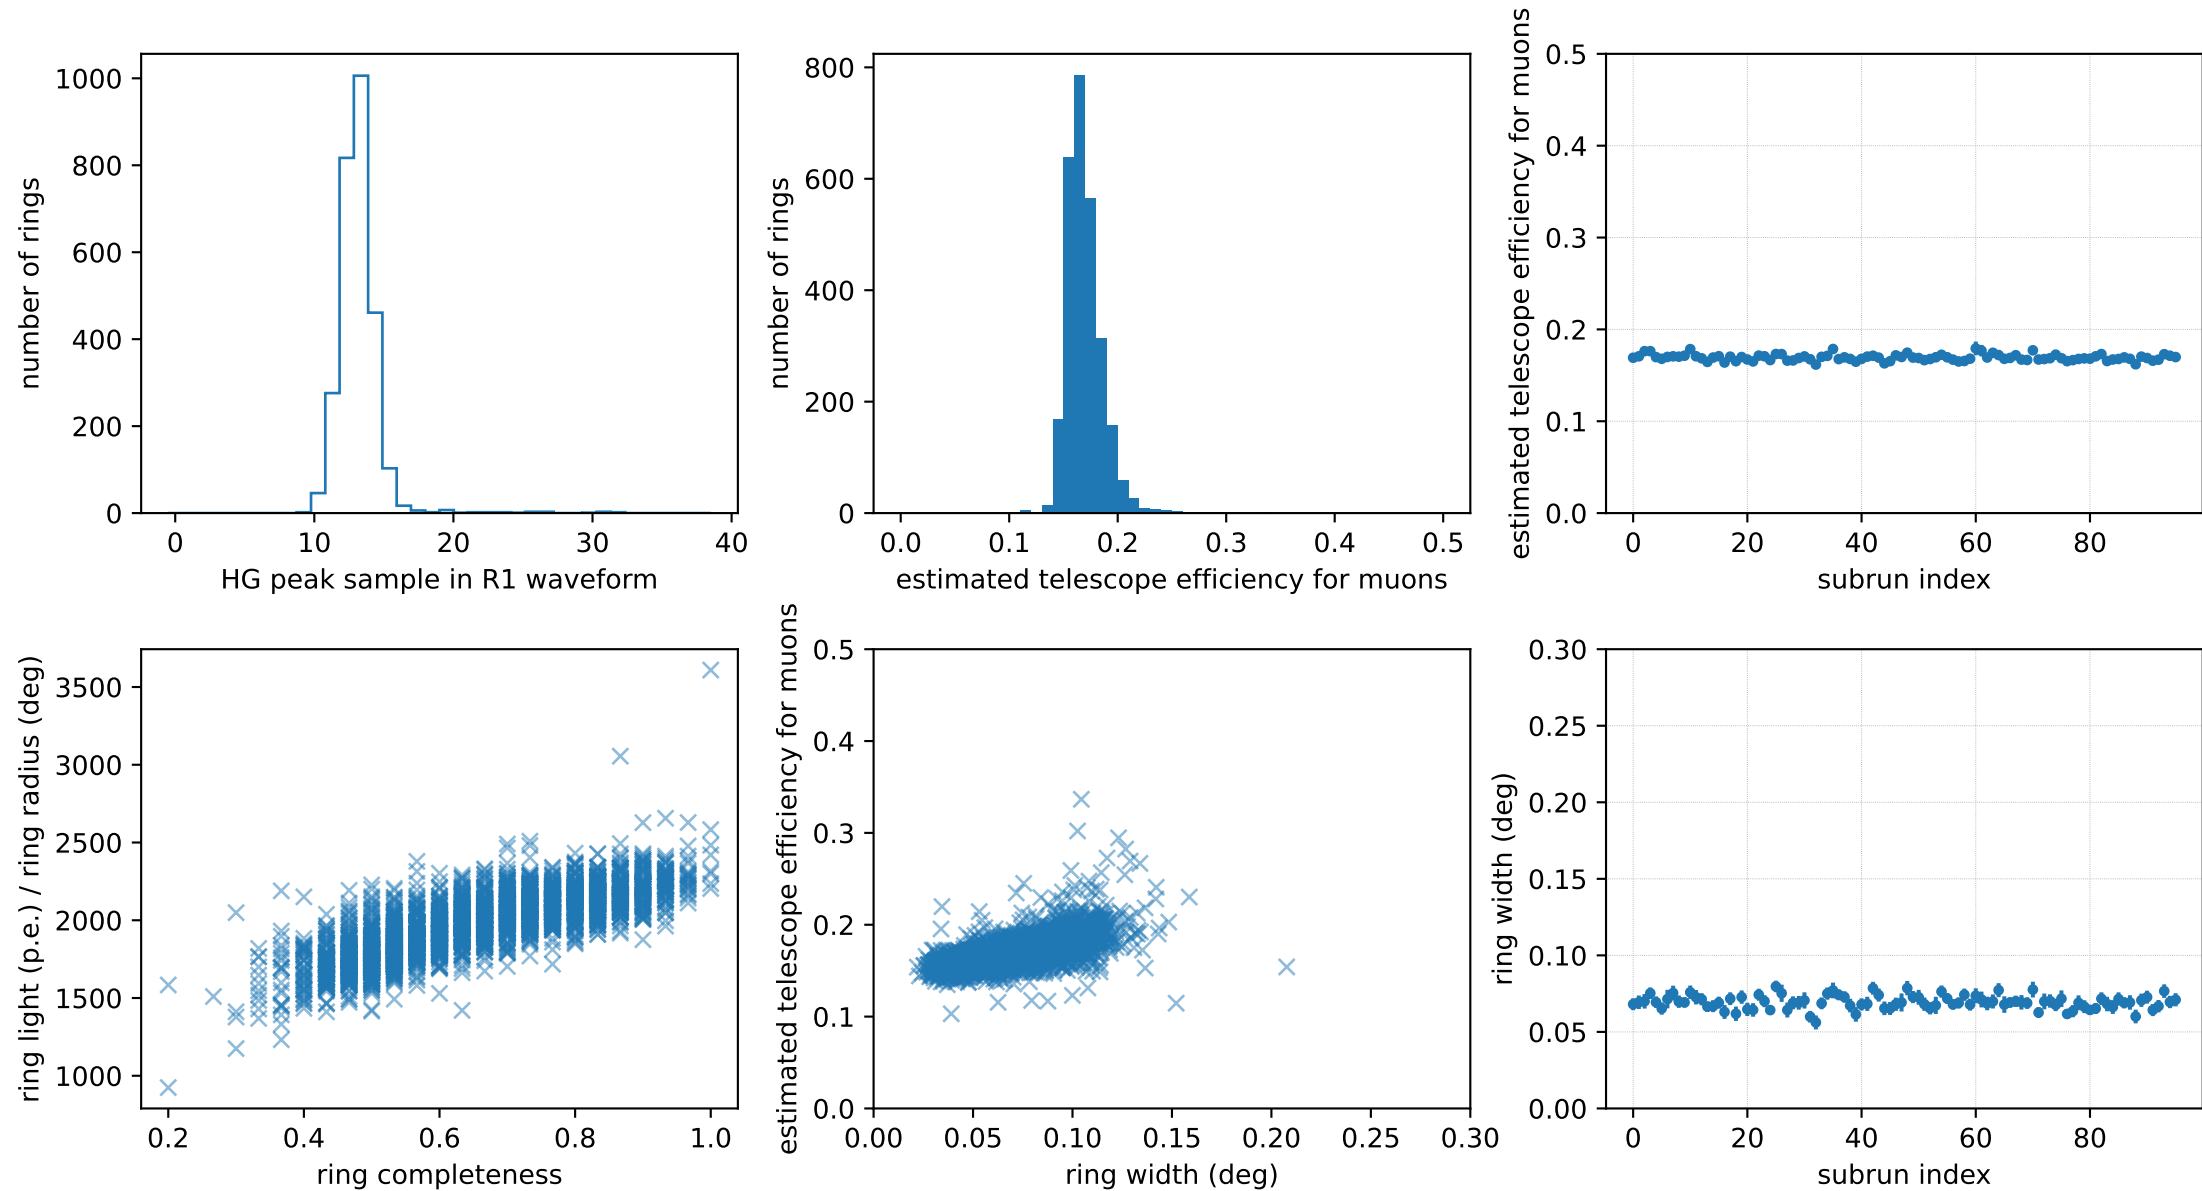 number of rings
1000
800
600
400
200
0
0 10 20 30 40
HG peak sample in R1 waveform
number of rings
800
600
400
200
0
0.0 0.1 0.2 0.3 0.4 0.5
estimated telescope efficiency for muons
estimated telescope efficiency for muons
0.5
0.4
0.3
0.2
0.1
0.0
0 20 40 60 80
subrun index
ring light (p.e.) / ring radius (deg)
3500
3000
2500
2000
1500
1000
0.2 0.4 0.6 0.8 1.0
ring completeness
estimated telescope efficiency for muons
0.5
0.4
0.3
0.2
0.1
0.0
0.00 0.05 0.10 0.15 0.20 0.25 0.30
ring width (deg)
ring width (deg)
0.30
0.25
0.20
0.15
0.10
0.05
0.00
0 20 40 60 80
subrun index